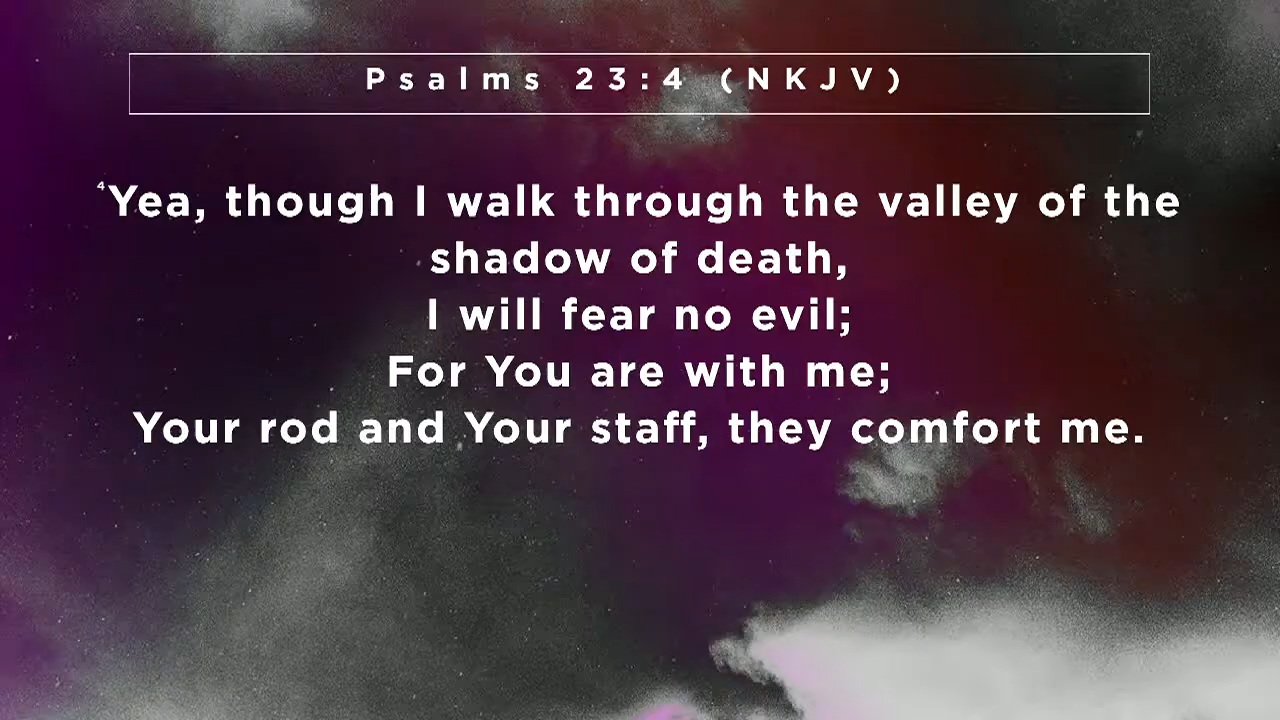 Psalms 23:4 (NKJV)
⁴Yea, though I walk through the valley of the
shadow of death,
I will fear no evil;
For You are with me;
Your rod and Your staff, they comfort me.